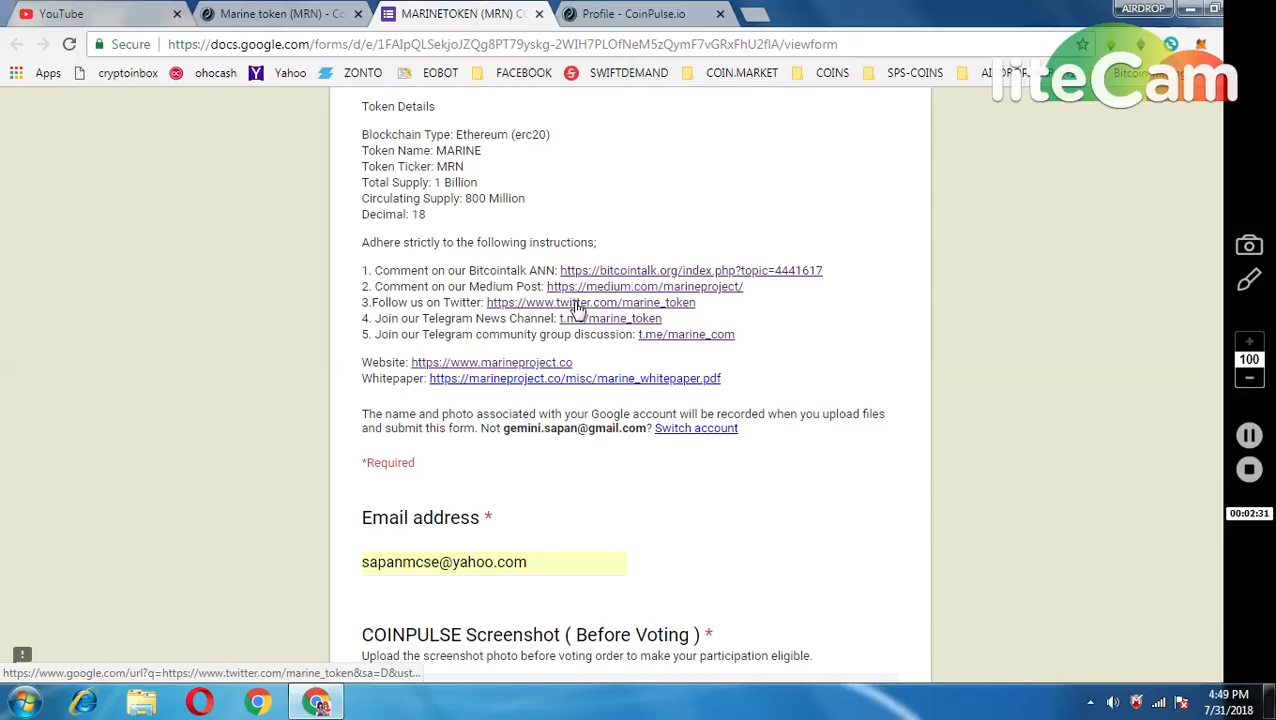 YouTube
Marine token (MRN) - C
MARINETOKEN (MRN) CO
Profile - CoinPulse.io
AIRDROP
Secure
https://docs.google.com/forms/d/e/1FAIpQLSekjoJZQg8PT79yskg-2WIH7PLOfNeM5zQymF7vGRxFhU2flA/viewform
Apps
cryptoinbox
ohocash
Yahoo
ZONTO
EOBOT
FACEBOOK
SWIFTDEMAND
COIN.MARKET
COINS
SPS-COINS
liteCam
Token Details
Blockchain Type: Ethereum (erc20)
Token Name: MARINE
Token Ticker: MRN
Total Supply: 1 Billion
Circulating Supply: 800 Million
Decimal: 18
Adhere strictly to the following instructions;
1. Comment on our Bitcointalk ANN: https://bitcointalk.org/index.php?topic=4441617
2. Comment on our Medium Post: https://medium.com/marineproject/
3.Follow us on Twitter: https://www.twitter.com/marine_token
4. Join our Telegram News Channel: t.me/marine_token
5. Join our Telegram community group discussion: t.me/marine_com
Website: https://www.marineproject.co
Whitepaper: https://marineproject.co/misc/marine_whitepaper.pdf
The name and photo associated with your Google account will be recorded when you upload files
and submit this form. Not gemini.sapan@gmail.com? Switch account
*Required
Email address *
sapanmcse@yahoo.com
COINPULSE Screenshot ( Before Voting ) *
Upload the screenshot photo before voting order to make your participation eligible.
https://www.google.com/url?q=https://www.twitter.com/marine_token&sa=D&ust...
100
00:02:31
4:49 PM
7/31/2018